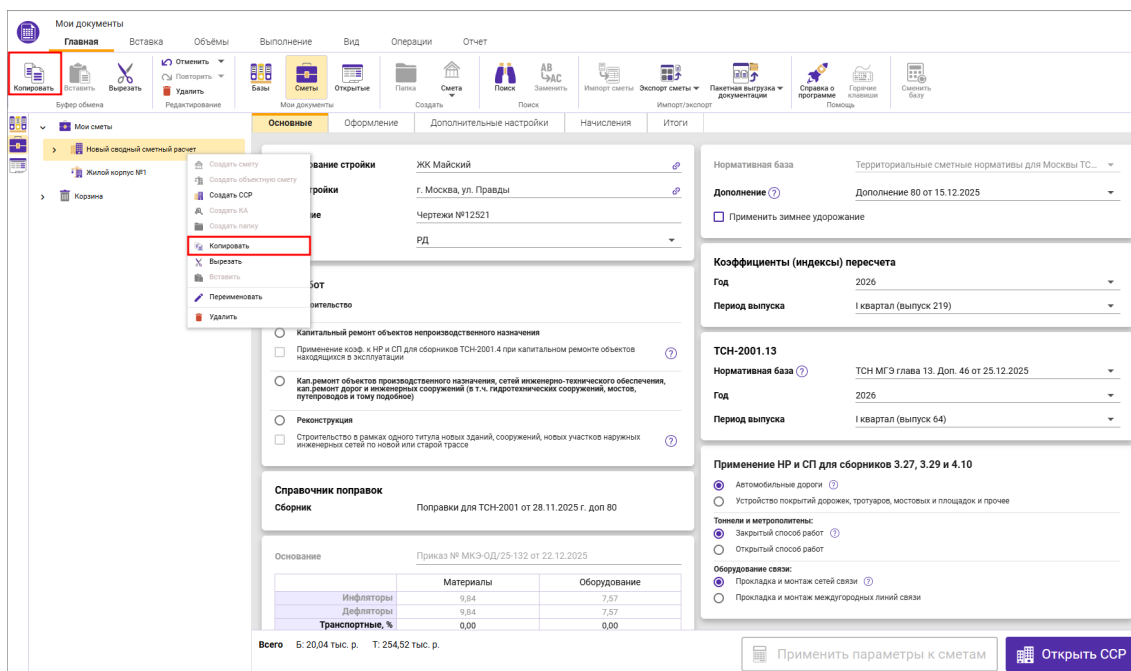 Мои документы
Главная Вставка Объёмы Выполнение Вид Операции Отчет
Копировать Вставить Вырезать Отменить Повторить Удалить Базы Сметы Открытые Папка Смета Поиск Заменить Импорт сметы Экспорт сметы Пакетная выгрузка документации Справка о программе Горячие клавиши Сменить базу
Буфер обмена Редактирование Мои документы Создать Поиск Импорт/экспорт Помощь
Мои сметы
Новый сводный сметный расчет
Жилой корпус №1
Корзина
Создать смету
Создать объектную смету
Создать ССР
Создать КА
Создать папку
Копировать
Вырезать
Вставить
Переименовать
Удалить
Основные Оформление Дополнительные настройки Начисления Итоги
ование стройки ЖК Майский
тройки г. Москва, ул. Правды
ие Чертежи №12521
РД
бот
оительство
Капитальный ремонт объектов непроизводственного назначения
Применение коэф. к НР и СП для сборников ТСН-2001.4 при капитальном ремонте объектов
находящихся в эксплуатации
Кап.ремонт объектов производственного назначения, сетей инженерно-технического обеспечения,
кап.ремонт дорог и инженерных сооружений (в т.ч. гидротехнических сооружений, мостов,
путепроводов и тому подобное)
Реконструкция
Строительство в рамках одного титула новых зданий, сооружений, новых участков наружных
инженерных сетей по новой или старой трассе
Справочник поправок
Сборник Поправки для ТСН-2001 от 28.11.2025 г. доп 80
Основание Приказ № МКЭ-ОД/25-132 от 22.12.2025
Материалы Оборудование
Инфляторы 9,84 7,57
Дефляторы 9,84 7,57
Транспортные, % 0,00 0,00
Нормативная база Территориальные сметные нормативы для Москвы ТС...
Дополнение Дополнение 80 от 15.12.2025
Применить зимнее удорожание
Коэффициенты (индексы) пересчета
Год 2026
Период выпуска I квартал (выпуск 219)
ТСН-2001.13
Нормативная база ТСН МГЭ глава 13. Доп. 46 от 25.12.2025
Год 2026
Период выпуска I квартал (выпуск 64)
Применение НР и СП для сборников 3.27, 3.29 и 4.10
Автомобильные дороги
Устройство покрытий дорожек, тротуаров, мостовых и площадок и прочее
Тоннели и метрополитены:
Закрытый способ работ
Открытый способ работ
Оборудование связи:
Прокладка и монтаж сетей связи
Прокладка и монтаж междугородных линий связи
Всего Б: 20,04 тыс. р. Т: 254,52 тыс. р.
Применить параметры к сметам
Открыть ССР